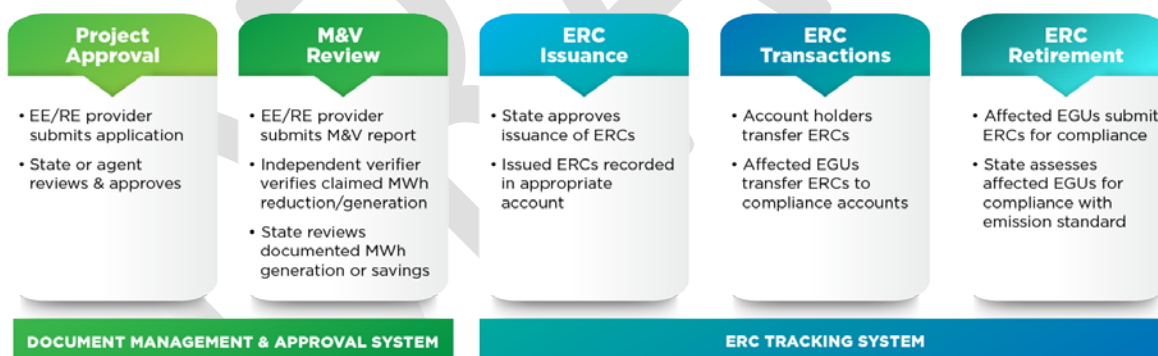 Project
Approval
• EE/RE provider
submits application
• State or agent
reviews & approves
M&V
Review
• EE/RE provider
submits M&V report
• Independent verifier
verifies claimed MWh
reduction/generation
• State reviews
documented MWh
generation or savings
ERC
Issuance
• State approves
issuance of ERCs
• Issued ERCs recorded
in appropriate
account
ERC
Transactions
• Account holders
transfer ERCs
• Affected EGUs
transfer ERCs to
compliance accounts
ERC
Retirement
• Affected EGUs submit
ERCs for compliance
• State assesses
affected EGUs for
compliance with
emission standard
DOCUMENT MANAGEMENT & APPROVAL SYSTEM
ERC TRACKING SYSTEM